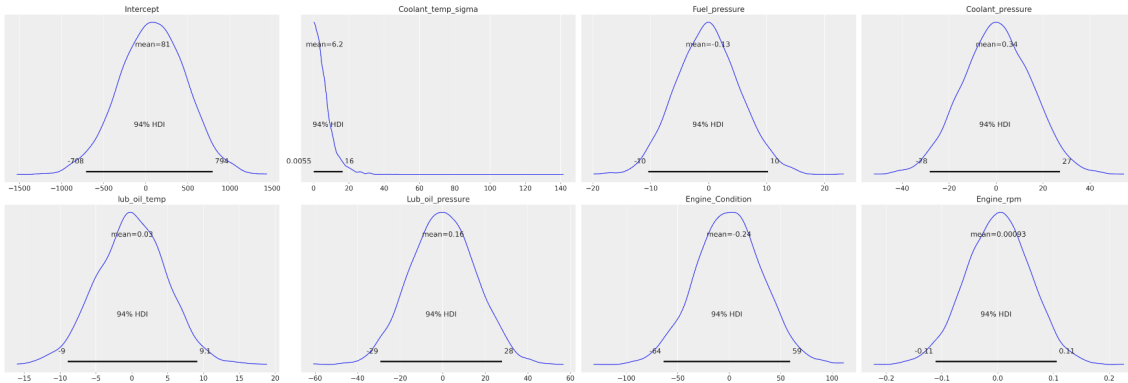 Intercept
mean=81
94% HDI
-708 794
−1500 −1000 −500 0 500 1000 1500
Coolant_temp_sigma
mean=6.2
94% HDI
0.0055 16
0 20 40 60 80 100 120 140
Fuel_pressure
mean=-0.13
94% HDI
-10 10
−20 −10 0 10 20
Coolant_pressure
mean=0.34
94% HDI
-28 27
−40 −20 0 20 40
lub_oil_temp
mean=0.03
94% HDI
-9 9.1
−15 −10 −5 0 5 10 15 20
Lub_oil_pressure
mean=0.16
94% HDI
-29 28
−60 −40 −20 0 20 40 60
Engine_Condition
mean=-0.24
94% HDI
-64 59
−100 −50 0 50 100
Engine_rpm
mean=0.00093
94% HDI
-0.11 0.11
−0.2 −0.1 0.0 0.1 0.2